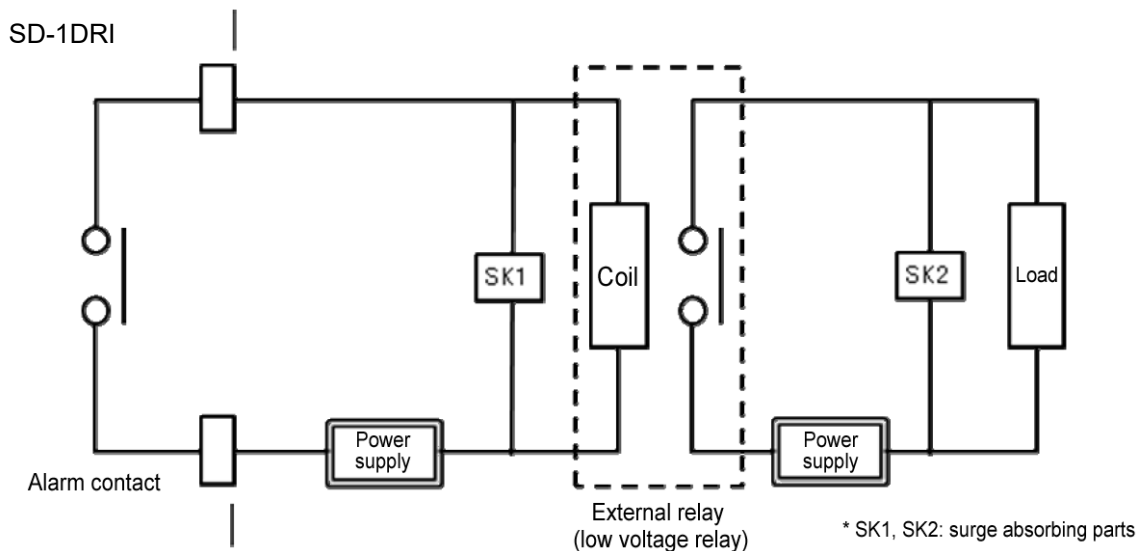 SD-1DRI
SK1
Coil
SK2
Load
Power
supply
Power
supply
Alarm contact
External relay
(low voltage relay)
* SK1, SK2: surge absorbing parts